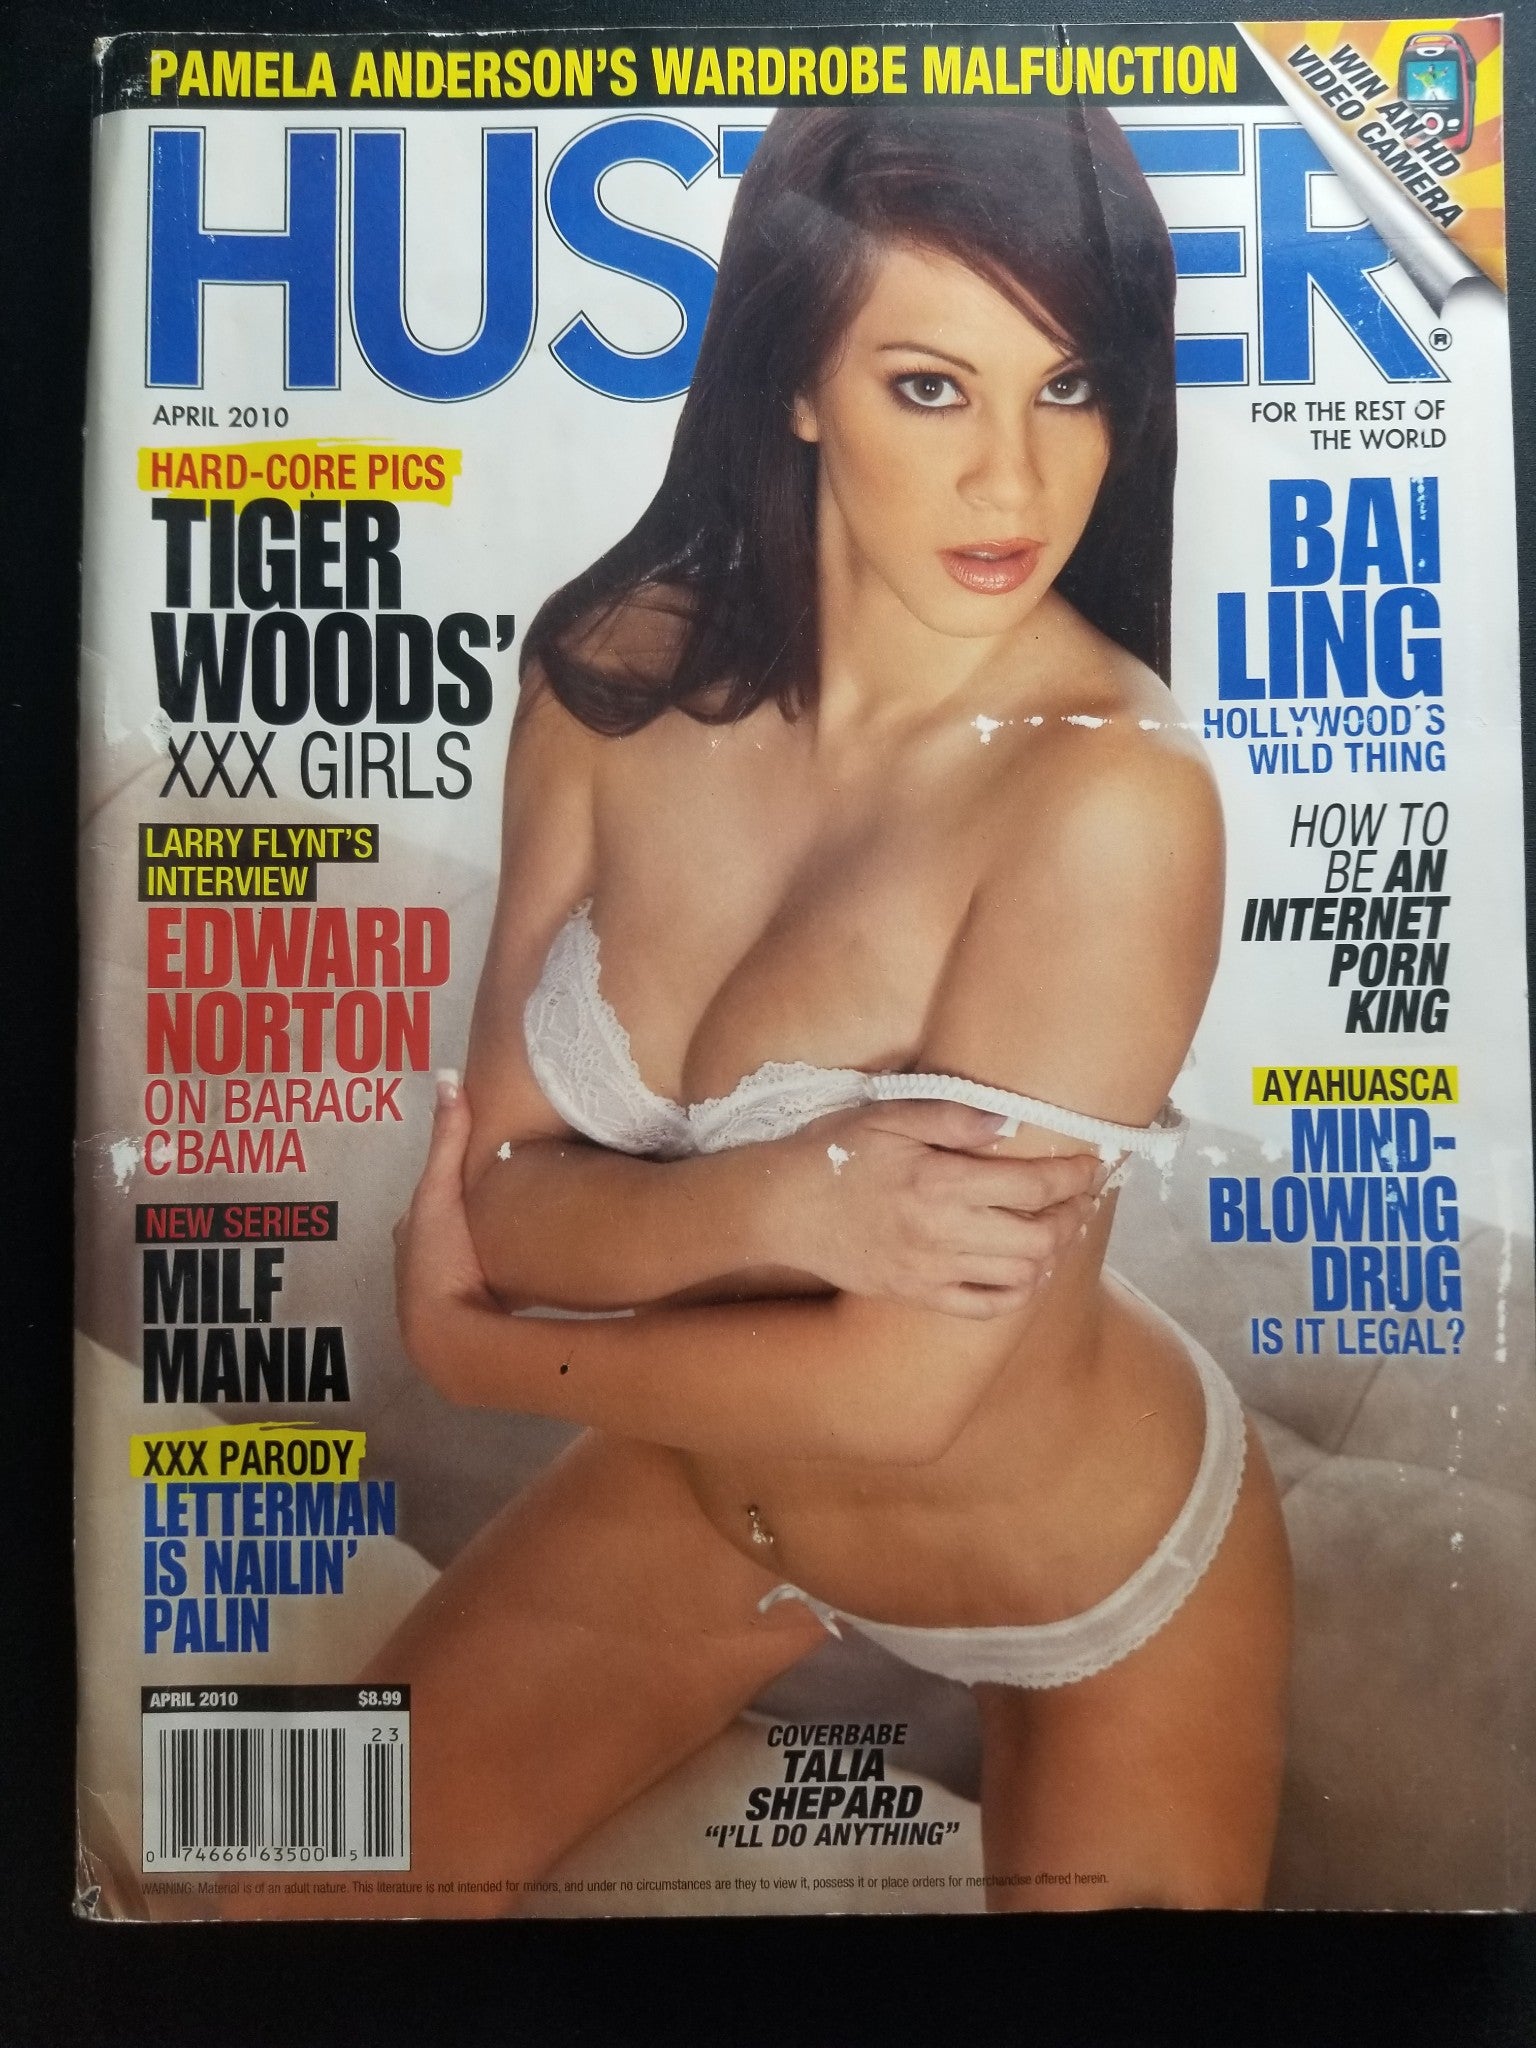 PAMELA ANDERSON'S WARDROBE MALFUNCTION
WIN AN HD
VIDEO CAMERA
HUSTLER®
APRIL 2010
FOR THE REST OF
THE WORLD
HARD-CORE PICS
TIGER
WOODS'
XXX GIRLS
LARRY FLYNT'S
INTERVIEW
EDWARD
NORTON
ON BARACK
OBAMA
NEW SERIES
MILF
MANIA
XXX PARODY
LETTERMAN
IS NAILIN'
PALIN
BAI
LING
HOLLYWOOD'S
WILD THING
HOW TO
BE AN
INTERNET
PORN
KING
AYAHUASCA
MIND-
BLOWING
DRUG
IS IT LEGAL?
COVERBABE
TALIA
SHEPARD
"I'LL DO ANYTHING"
APRIL 2010 $8.99
23
0 74666 63500 5
WARNING: Material is of an adult nature. This literature is not intended for minors, and under no circumstances are they to view it, possess it or place orders for merchandise offered herein.